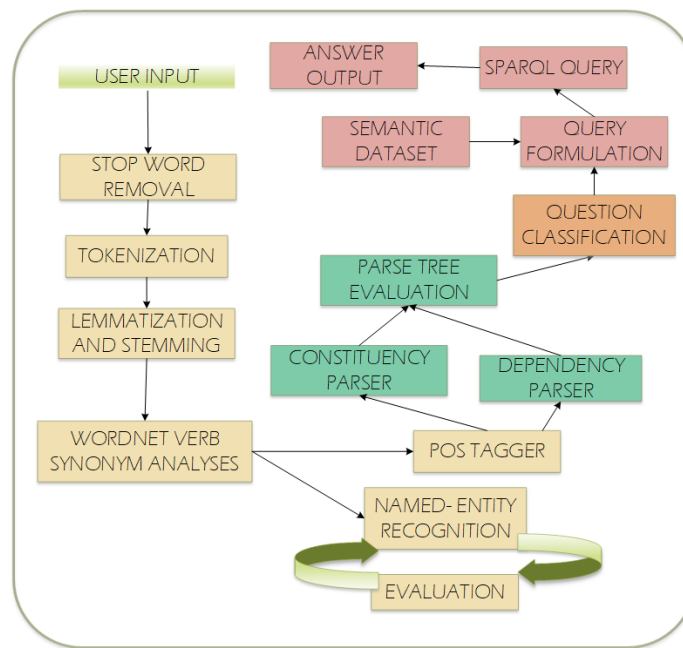 USER INPUT
STOP WORD
REMOVAL
TOKENIZATION
LEMMATIZATION
AND STEMMING
WORDNET VERB
SYNONYM ANALYSES
ANSWER
OUTPUT
SPARQL QUERY
SEMANTIC
DATASET
QUERY
FORMULATION
QUESTION
CLASSIFICATION
PARSE TREE
EVALUATION
CONSTITUENCY
PARSER
DEPENDENCY
PARSER
POS TAGGER
NAMED- ENTITY
RECOGNITION
EVALUATION